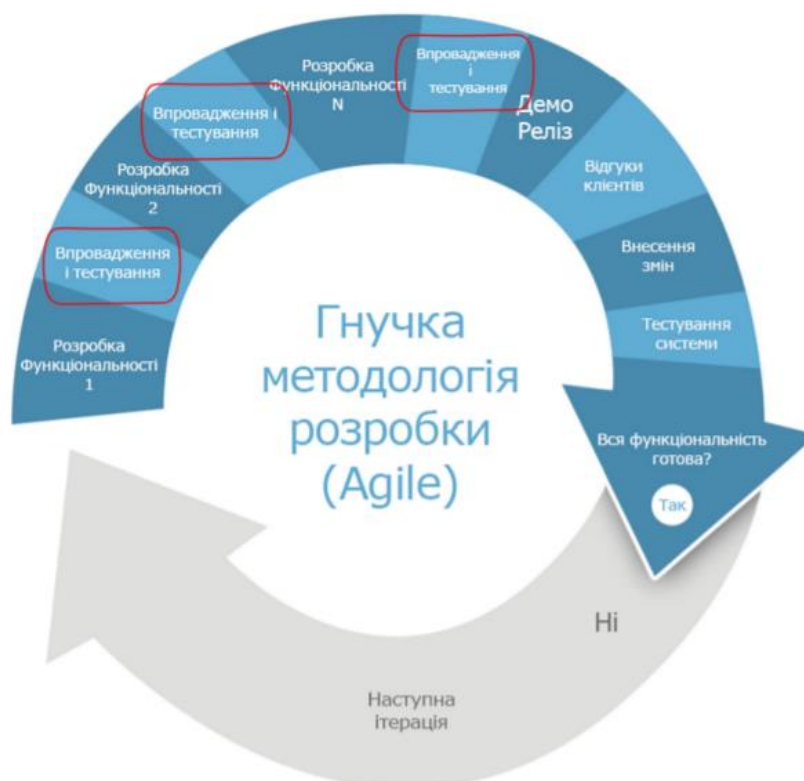 Розробка
Функціональності
1
Впровадження
і тестування
Розробка
Функціональності
2
Впровадження і
тестування
Розробка
Функціональності
N
Впровадження
і
тестування
Демо
Реліз
Відгуки
клієнтів
Внесення
змін
Тестування
системи
Вся функціональність
готова?
Так
Ні
Наступна
ітерація
Гнучка
методологія
розробки
(Agile)